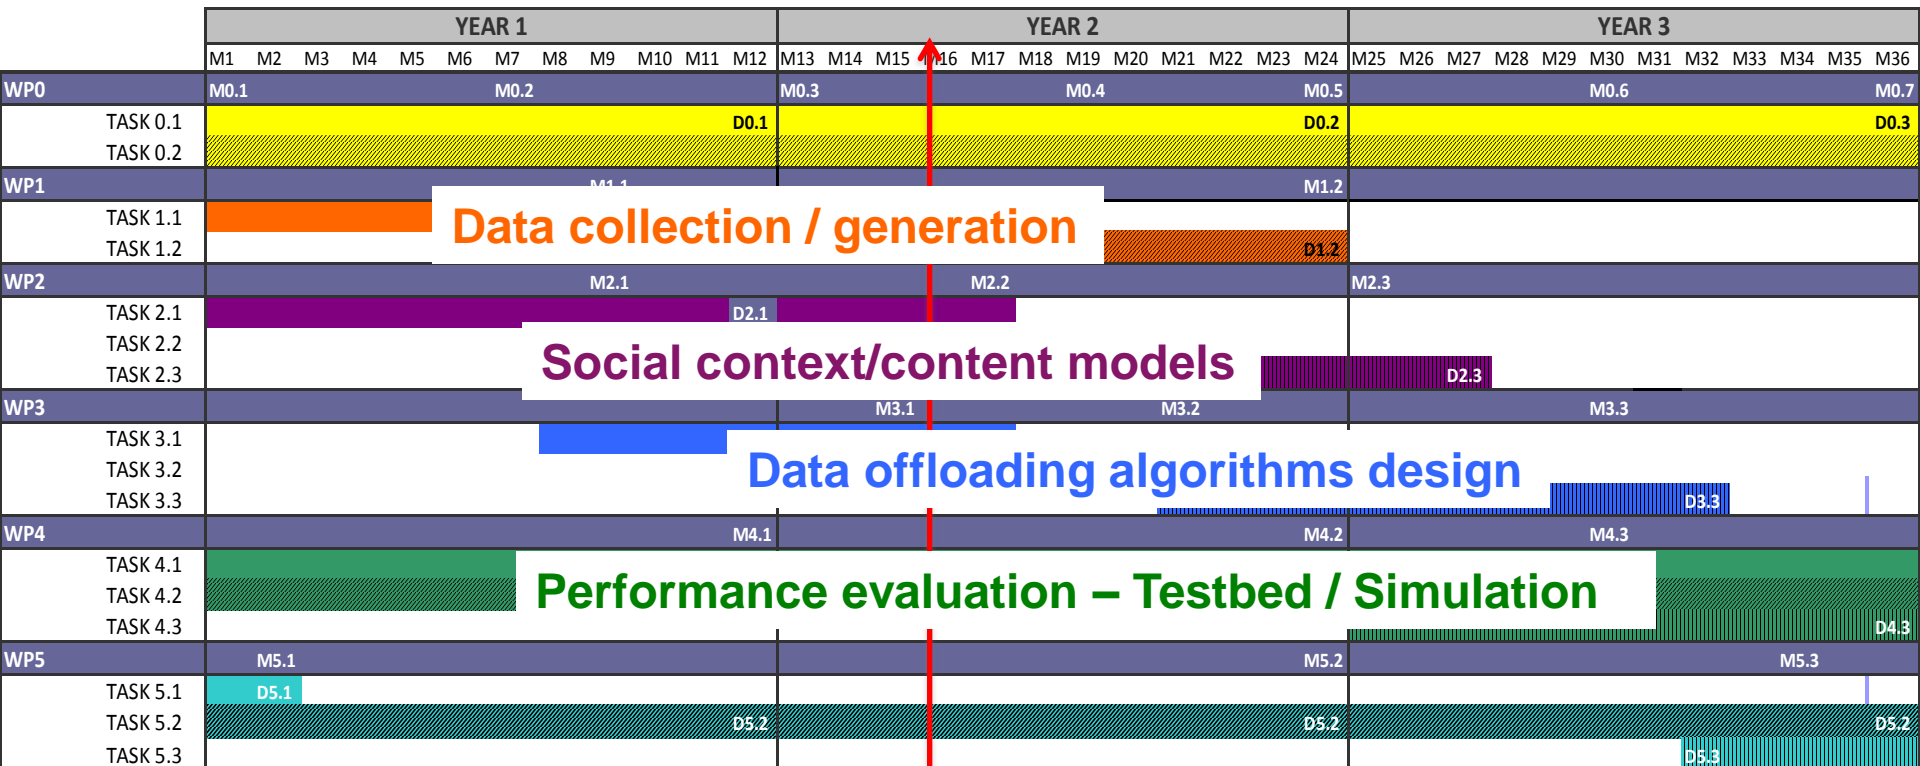 YEAR 1 YEAR 2 YEAR 3
M1 M2 M3 M4 M5 M6 M7 M8 M9 M10 M11 M12 M13 M14 M15 M16 M17 M18 M19 M20 M21 M22 M23 M24 M25 M26 M27 M28 M29 M30 M31 M32 M33 M34 M35 M36
WP0 M0.1 M0.2 M0.3 M0.4 M0.5 M0.6 M0.7
TASK 0.1 D0.1 D0.2 D0.3
TASK 0.2
WP1 M1.1 M1.2
TASK 1.1
Data collection / generation
TASK 1.2 D1.2
WP2 M2.1 M2.2 M2.3
TASK 2.1 D2.1
TASK 2.2
Social context/content models
TASK 2.3 D2.3
WP3 M3.1 M3.2 M3.3
TASK 3.1
TASK 3.2
Data offloading algorithms design
TASK 3.3 D3.3
WP4 M4.1 M4.2 M4.3
TASK 4.1
TASK 4.2
Performance evaluation – Testbed / Simulation
TASK 4.3 D4.3
WP5 M5.1 M5.2 M5.3
TASK 5.1 D5.1
TASK 5.2 D5.2 D5.2 D5.2
TASK 5.3 D5.3